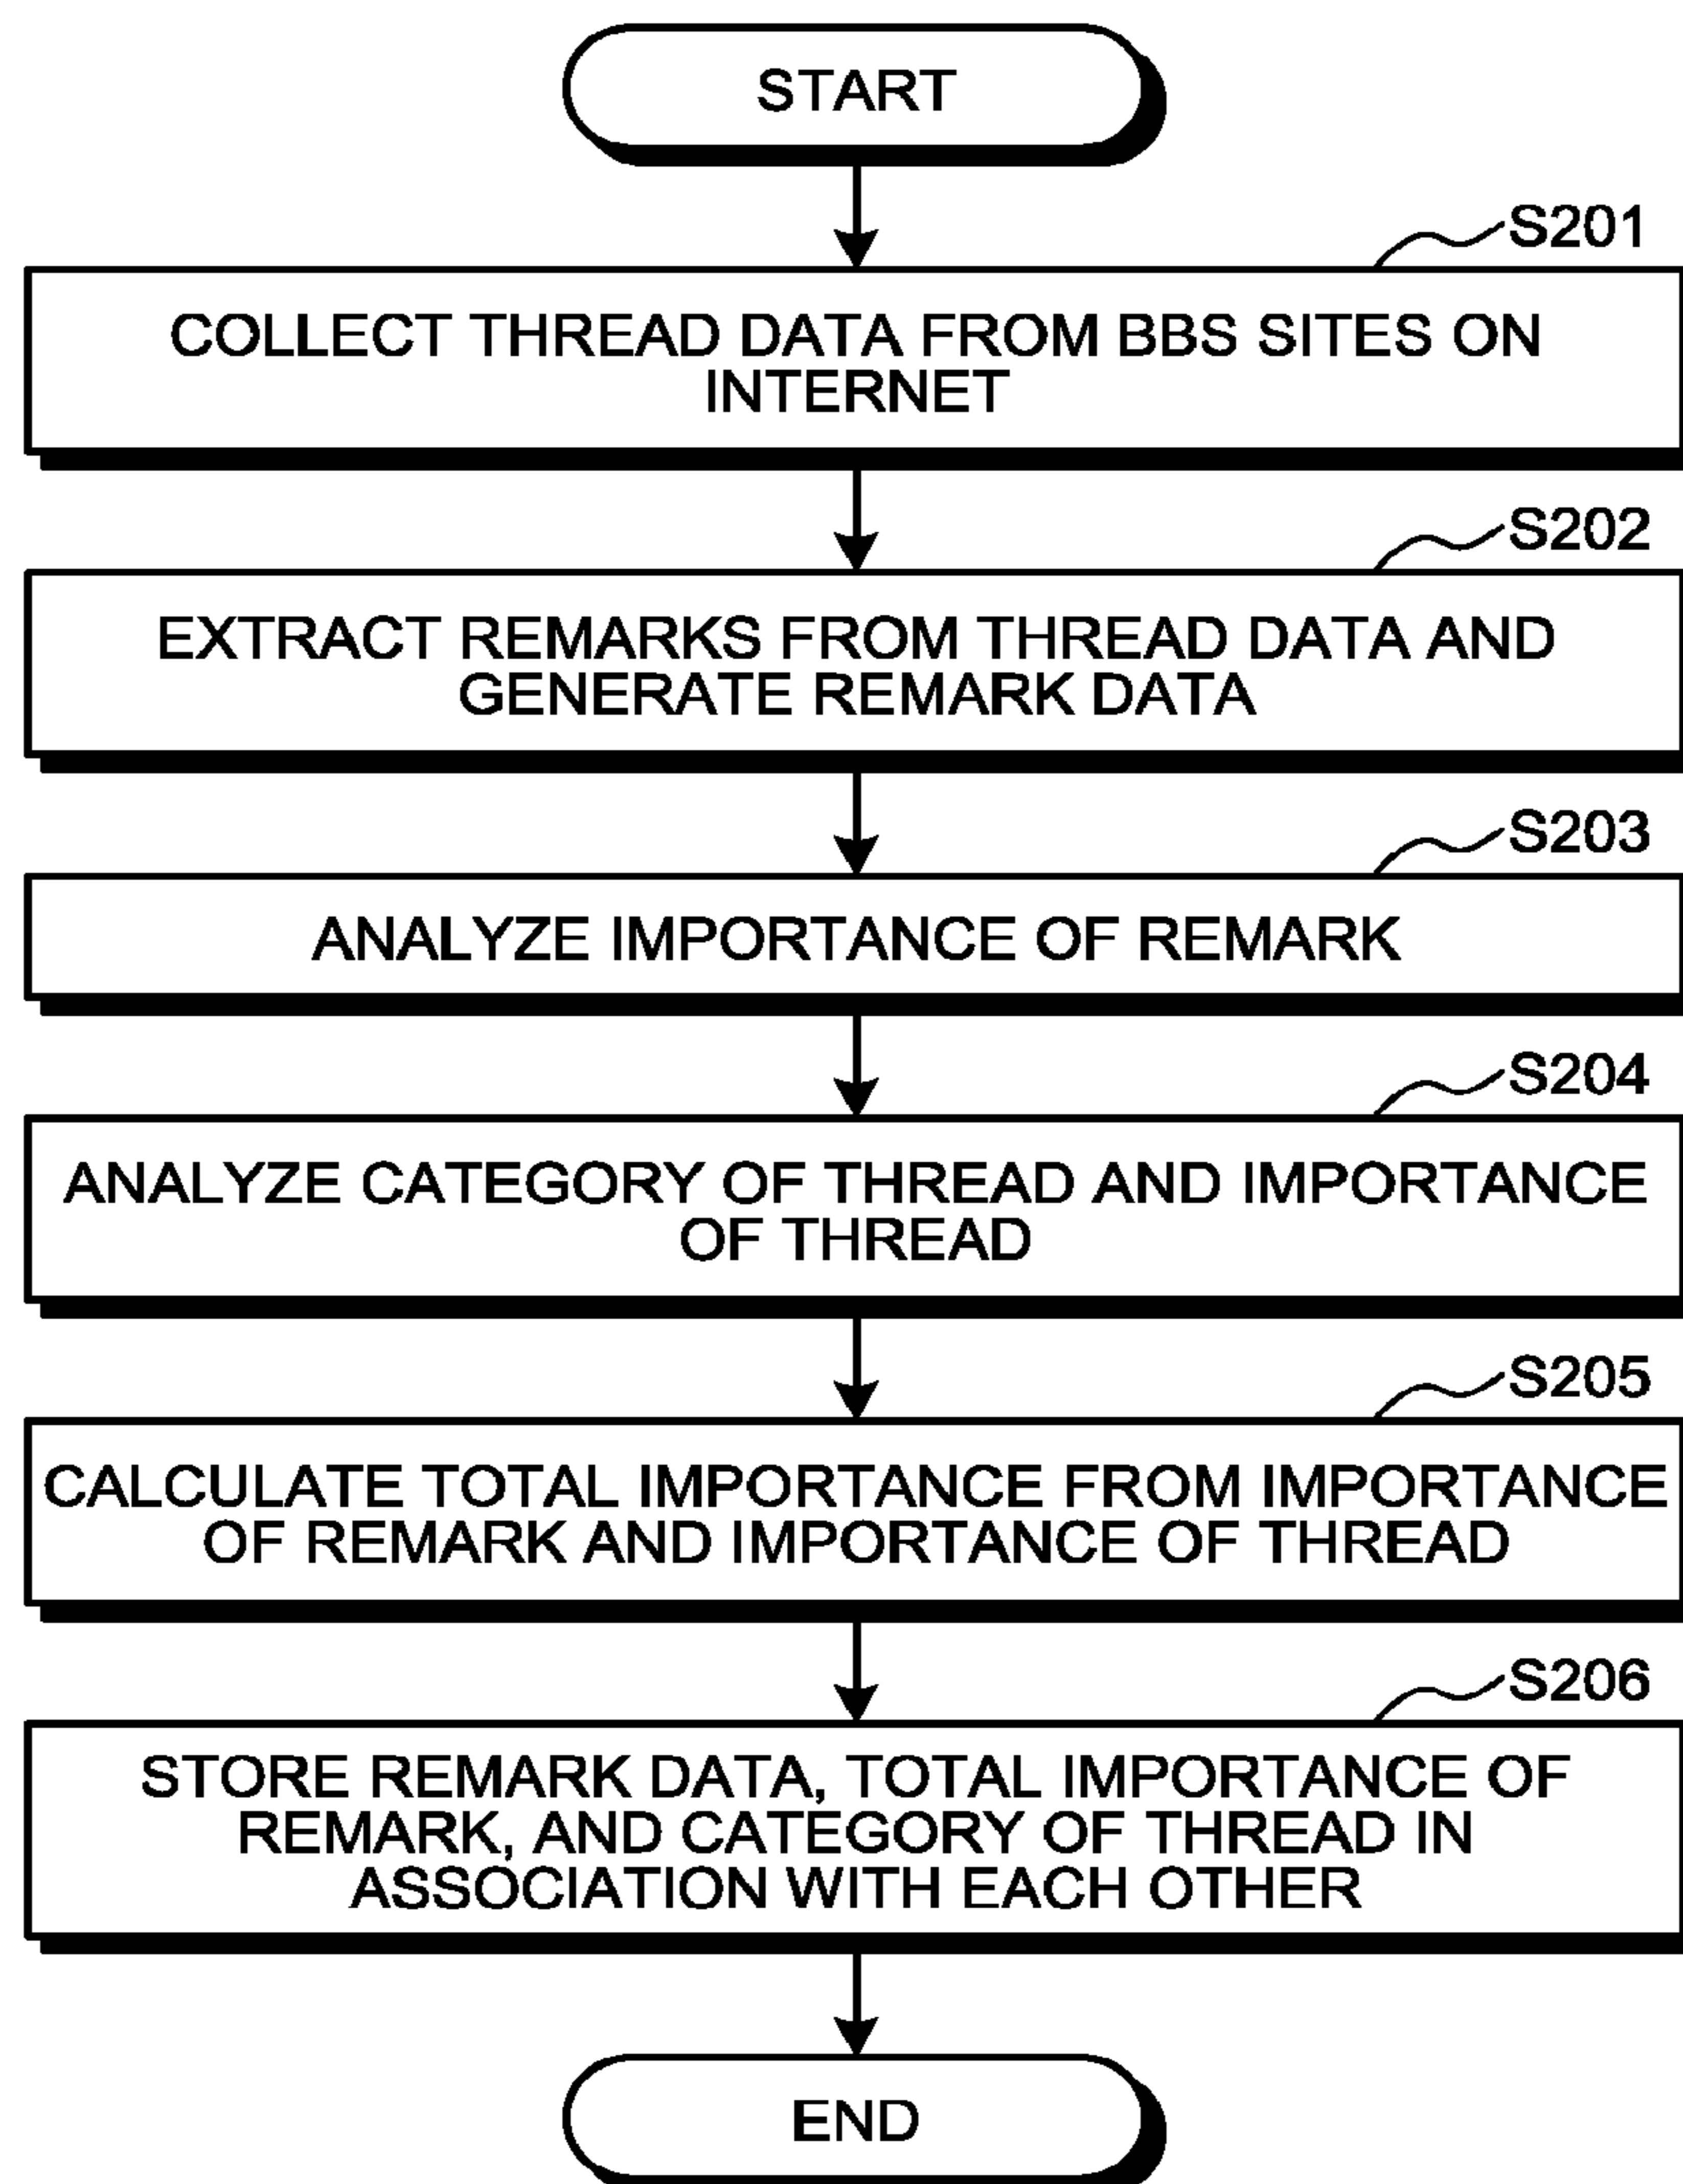 START
S201
COLLECT THREAD DATA FROM BBS SITES ON
INTERNET
S202
EXTRACT REMARKS FROM THREAD DATA AND
GENERATE REMARK DATA
S203
ANALYZE IMPORTANCE OF REMARK
S204
ANALYZE CATEGORY OF THREAD AND IMPORTANCE
OF THREAD
S205
CALCULATE TOTAL IMPORTANCE FROM IMPORTANCE
OF REMARK AND IMPORTANCE OF THREAD
S206
STORE REMARK DATA, TOTAL IMPORTANCE OF
REMARK, AND CATEGORY OF THREAD IN
ASSOCIATION WITH EACH OTHER
END